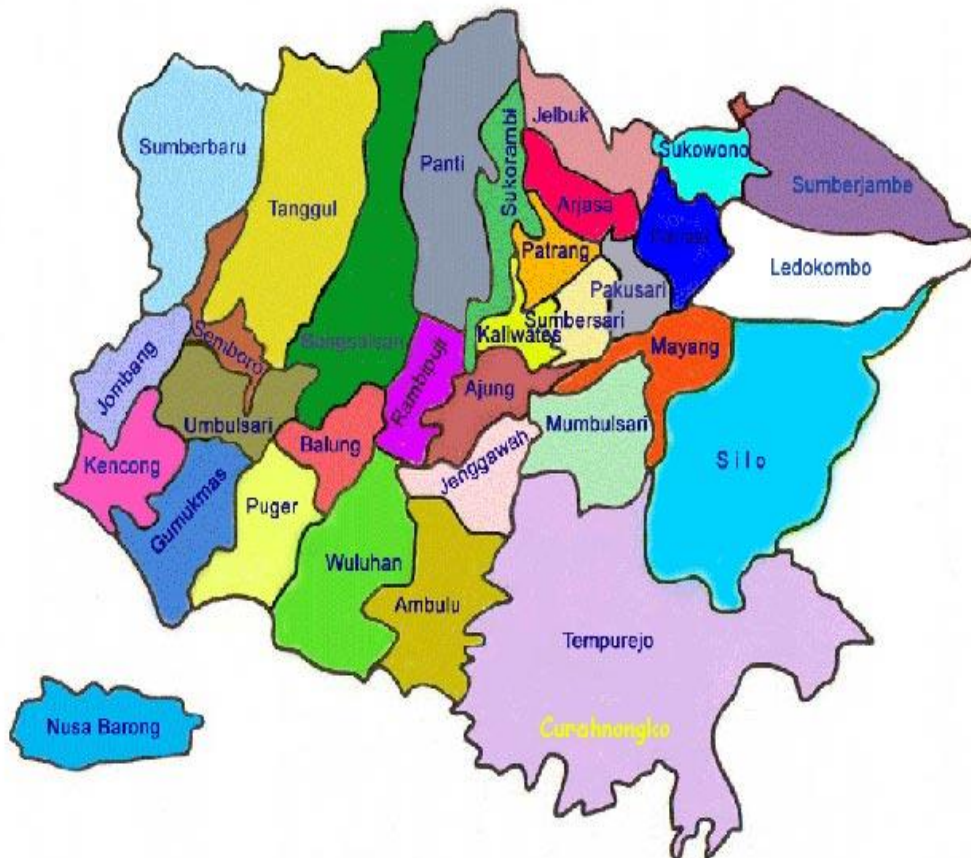 Jelbuk
Sumberbaru
Sukowono
Panti
Sukorambi
Sumberjambe
Tanggul
Arjasa
Patrang
Ledokombo
Pakusari
Sumbersari
Kaliwates
Semboro
Bangsalsari
Mayang
Jombang
Rambipuji
Ajung
Umbulsari
Balung
Mumbulsari
Kencong
Jenggawah
Silo
Gumukmas
Puger
Wuluhan
Ambulu
Tempurejo
Nusa Barong
Curahnongko